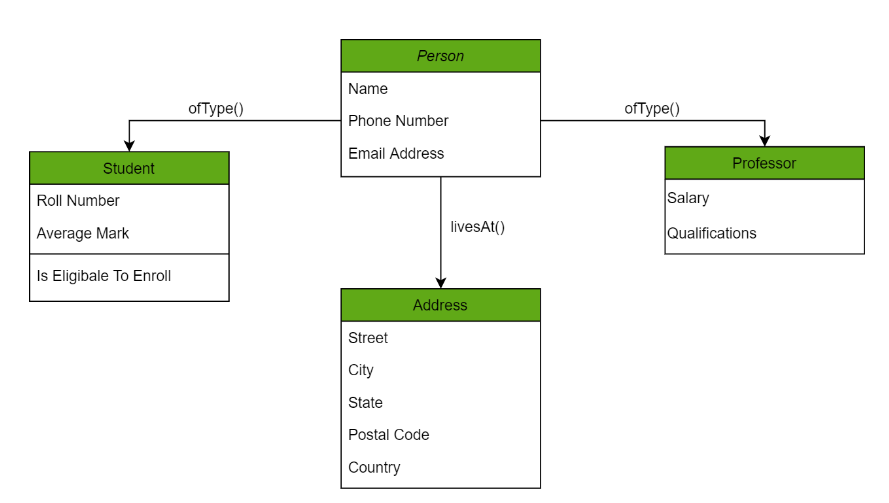 Person
Name
Phone Number
Email Address
ofType()
ofType()
Student
Roll Number
Average Mark
Is Eligibale To Enroll
Professor
Salary
Qualifications
livesAt()
Address
Street
City
State
Postal Code
Country